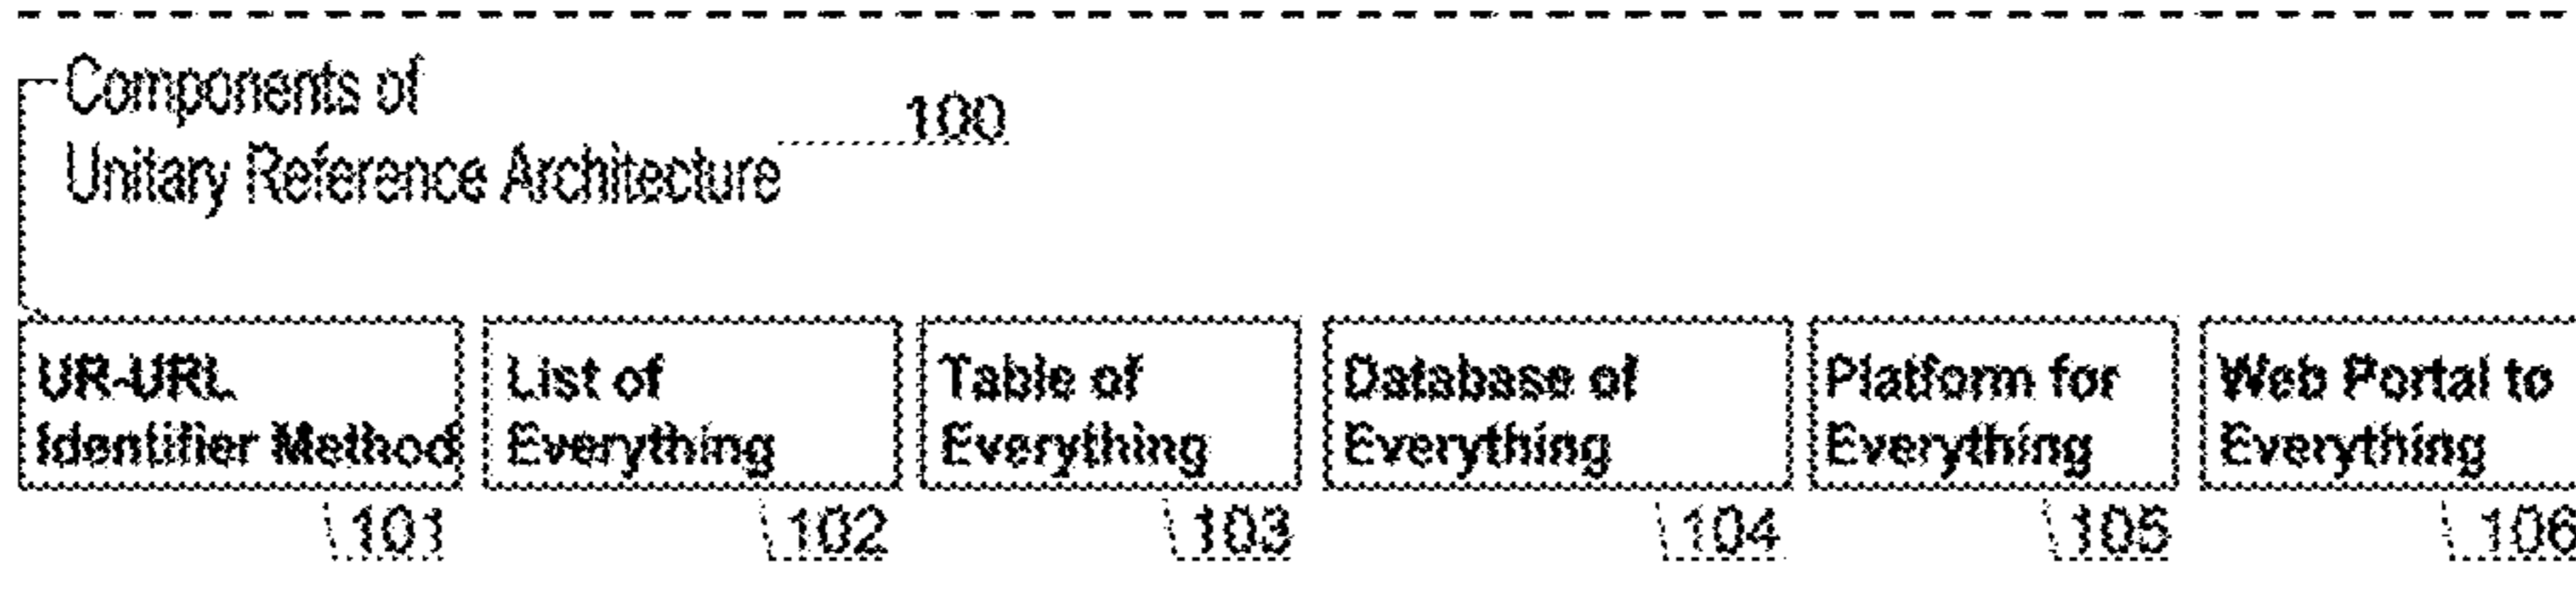 Components of
100
Unitary Reference Architecture
UR-URL
Identifier Method
List of
Everything
Table of
Everything
Database of
Everything
Platform for
Everything
Web Portal to
Everything
101
102
103
104
105
106